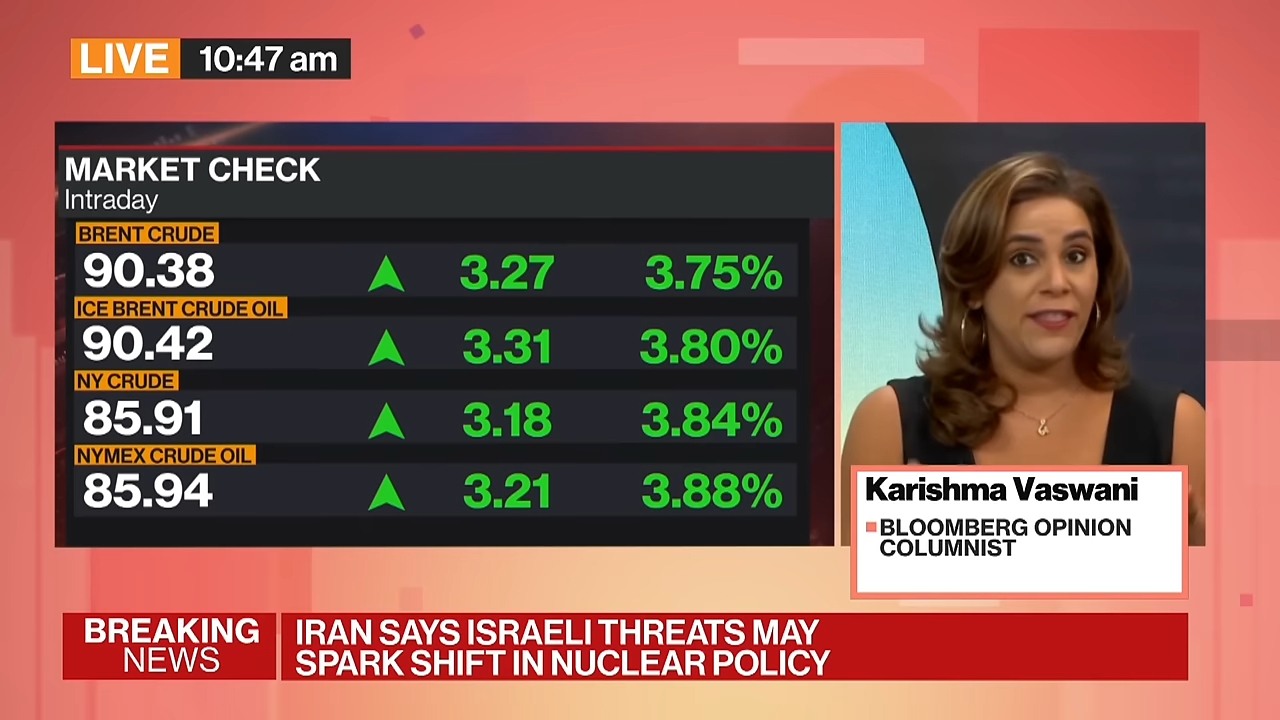 LIVE 10:47 am
MARKET CHECK
Intraday
BRENT CRUDE
90.38 3.27 3.75%
ICE BRENT CRUDE OIL
90.42 3.31 3.80%
NY CRUDE
85.91 3.18 3.84%
NYMEX CRUDE OIL
85.94 3.21 3.88%
Karishma Vaswani
BLOOMBERG OPINION
COLUMNIST
BREAKING
NEWS
IRAN SAYS ISRAELI THREATS MAY
SPARK SHIFT IN NUCLEAR POLICY